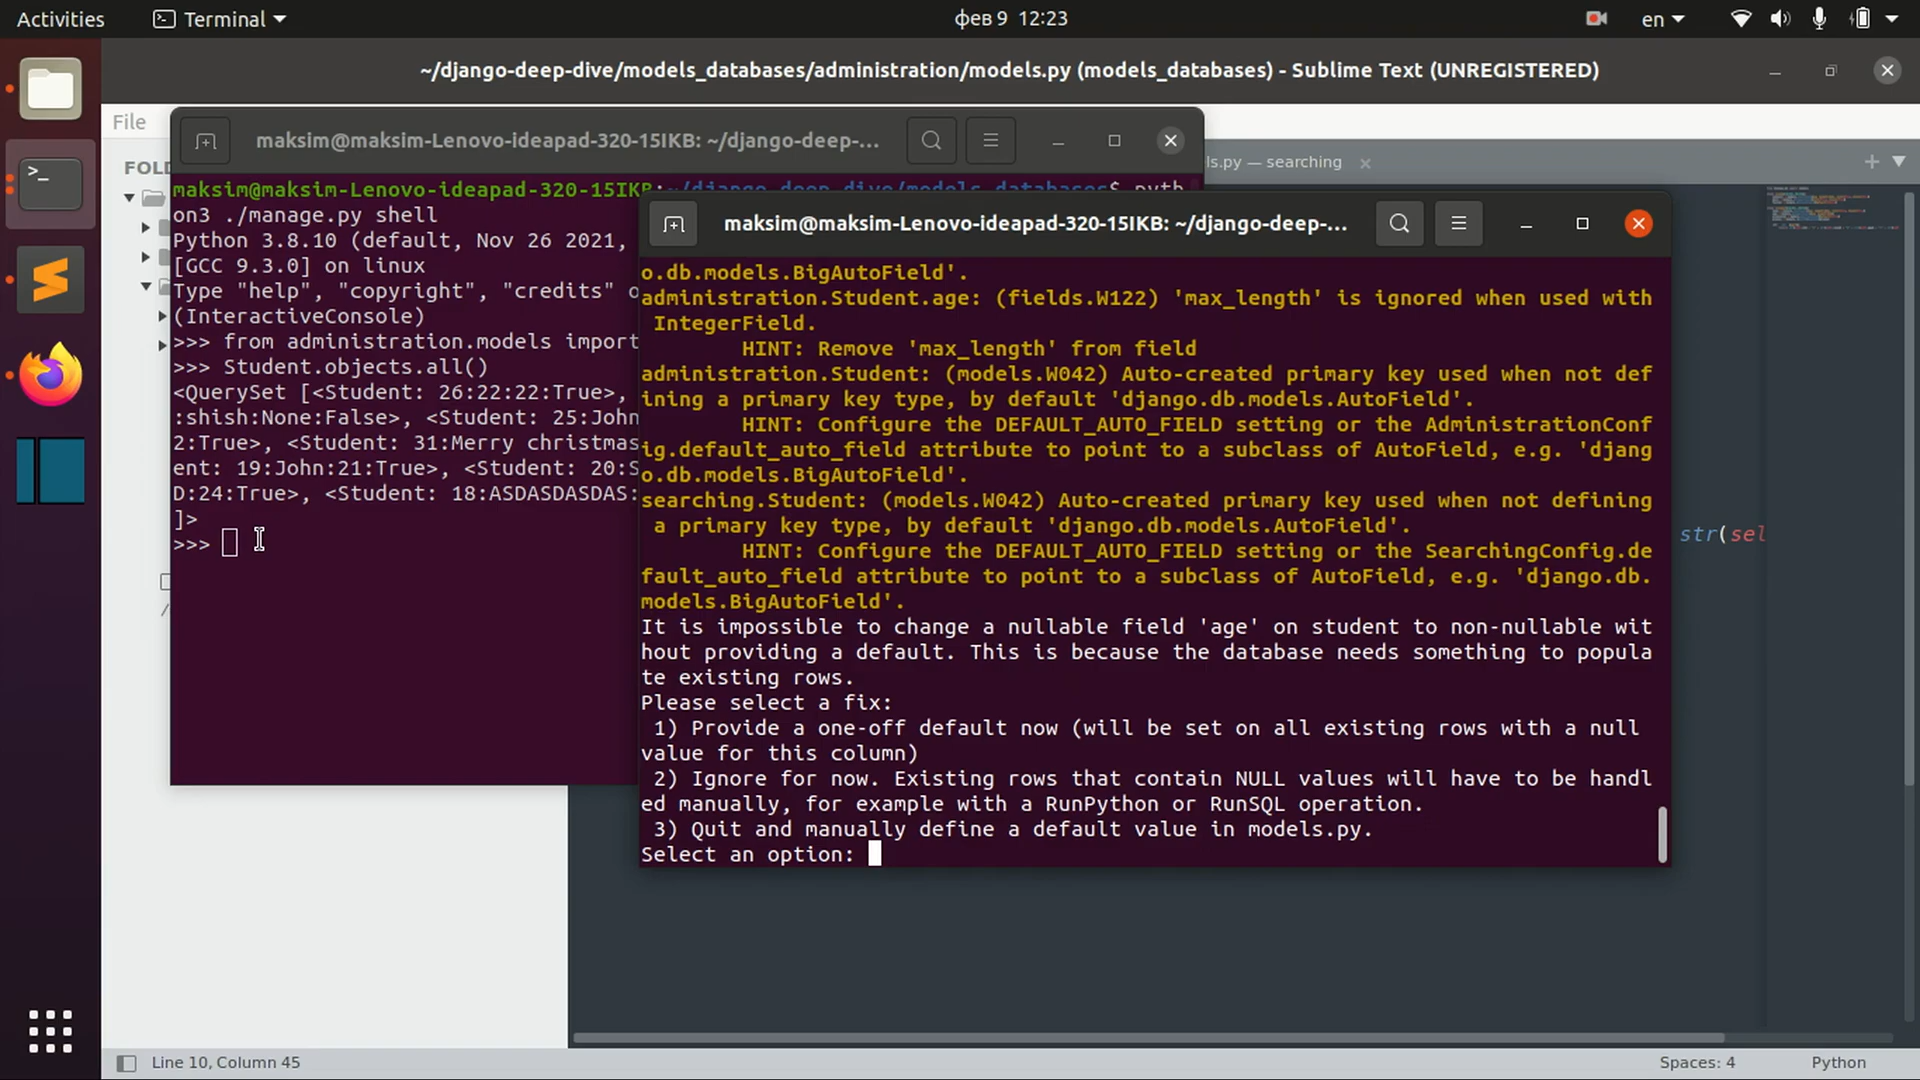 Activities
Terminal
фев 9 12:23
en
~/django-deep-dive/models_databases/administration/models.py (models_databases) - Sublime Text (UNREGISTERED)
File
FOLD
ls.py — searching
maksim@maksim-Lenovo-ideapad-320-15IKB: ~/django-deep-...
maksim@maksim-Lenovo-ideapad-320-15IKB:~/django-deep-dive/models_databases$ pyth
on3 ./manage.py shell
Python 3.8.10 (default, Nov 26 2021,
[GCC 9.3.0] on linux
Type "help", "copyright", "credits" o
(InteractiveConsole)
>>> from administration.models import
>>> Student.objects.all()
<QuerySet [<Student: 26:22:22:True>,
:shish:None:False>, <Student: 25:John
2:True>, <Student: 31:Merry christmas
ent: 19:John:21:True>, <Student: 20:S
D:24:True>, <Student: 18:ASDASDASDAS:
]>
>>>
maksim@maksim-Lenovo-ideapad-320-15IKB: ~/django-deep-...
o.db.models.BigAutoField'.
administration.Student.age: (fields.W122) 'max_length' is ignored when used with
IntegerField.
HINT: Remove 'max_length' from field
administration.Student: (models.W042) Auto-created primary key used when not def
ining a primary key type, by default 'django.db.models.AutoField'.
HINT: Configure the DEFAULT_AUTO_FIELD setting or the AdministrationConf
ig.default_auto_field attribute to point to a subclass of AutoField, e.g. 'djang
o.db.models.BigAutoField'.
searching.Student: (models.W042) Auto-created primary key used when not defining
a primary key type, by default 'django.db.models.AutoField'.
HINT: Configure the DEFAULT_AUTO_FIELD setting or the SearchingConfig.de
fault_auto_field attribute to point to a subclass of AutoField, e.g. 'django.db.
models.BigAutoField'.
It is impossible to change a nullable field 'age' on student to non-nullable wit
hout providing a default. This is because the database needs something to popula
te existing rows.
Please select a fix:
1) Provide a one-off default now (will be set on all existing rows with a null
value for this column)
2) Ignore for now. Existing rows that contain NULL values will have to be handl
ed manually, for example with a RunPython or RunSQL operation.
3) Quit and manually define a default value in models.py.
Select an option:
str(sel
Line 10, Column 45
Spaces: 4
Python